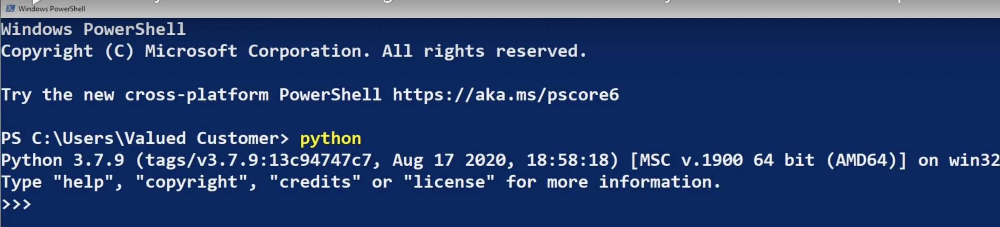 Windows PowerShell
Windows PowerShell
Copyright (C) Microsoft Corporation. All rights reserved.
Try the new cross-platform PowerShell https://aka.ms/pscore6
PS C:\Users\Valued Customer> python
Python 3.7.9 (tags/v3.7.9:13c94747c7, Aug 17 2020, 18:58:18) [MSC v.1900 64 bit (AMD64)] on win32
Type "help", "copyright", "credits" or "license" for more information.
>>>